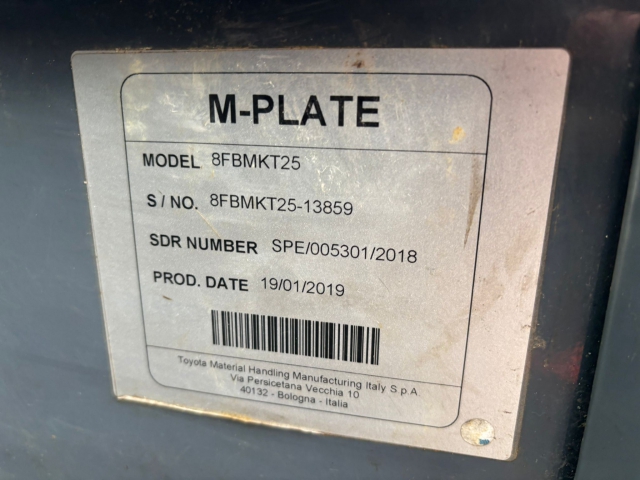 M-PLATE
MODEL 8FBMKT25
S / NO. 8FBMKT25-13859
SDR NUMBER SPE/005301/2018
PROD. DATE 19/01/2019
Toyota Material Handling Manufacturing Italy S.p.A.
Via Persicetana Vecchia 10
40132 - Bologna - Italia